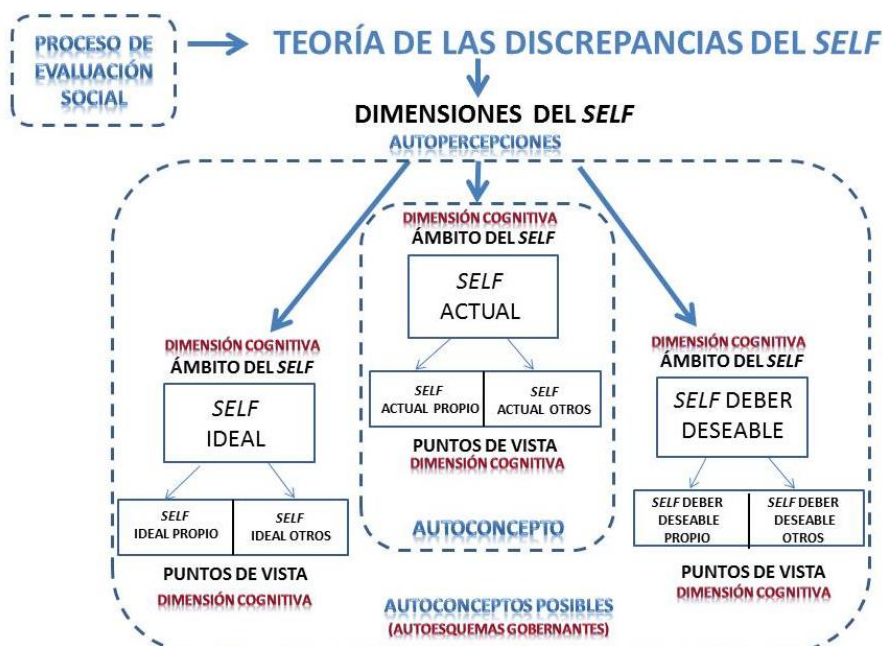 PROCESO DE
EVALUACIÓN
SOCIAL
TEORÍA DE LAS DISCREPANCIAS DEL SELF
DIMENSIONES DEL SELF
AUTOPERCEPCIONES
DIMENSIÓN COGNITIVA
ÁMBITO DEL SELF
SELF
ACTUAL
SELF
ACTUAL PROPIO
SELF
ACTUAL OTROS
PUNTOS DE VISTA
DIMENSIÓN COGNITIVA
AUTOCONCEPTO
DIMENSIÓN COGNITIVA
ÁMBITO DEL SELF
SELF
IDEAL
SELF
IDEAL PROPIO
SELF
IDEAL OTROS
PUNTOS DE VISTA
DIMENSIÓN COGNITIVA
DIMENSIÓN COGNITIVA
ÁMBITO DEL SELF
SELF DEBER
DESEABLE
SELF DEBER
DESEABLE
PROPIO
SELF DEBER
DESEABLE
OTROS
PUNTOS DE VISTA
DIMENSIÓN COGNITIVA
AUTOCONCEPTOS POSIBLES
(AUTOESQUEMAS GOBERNANTES)